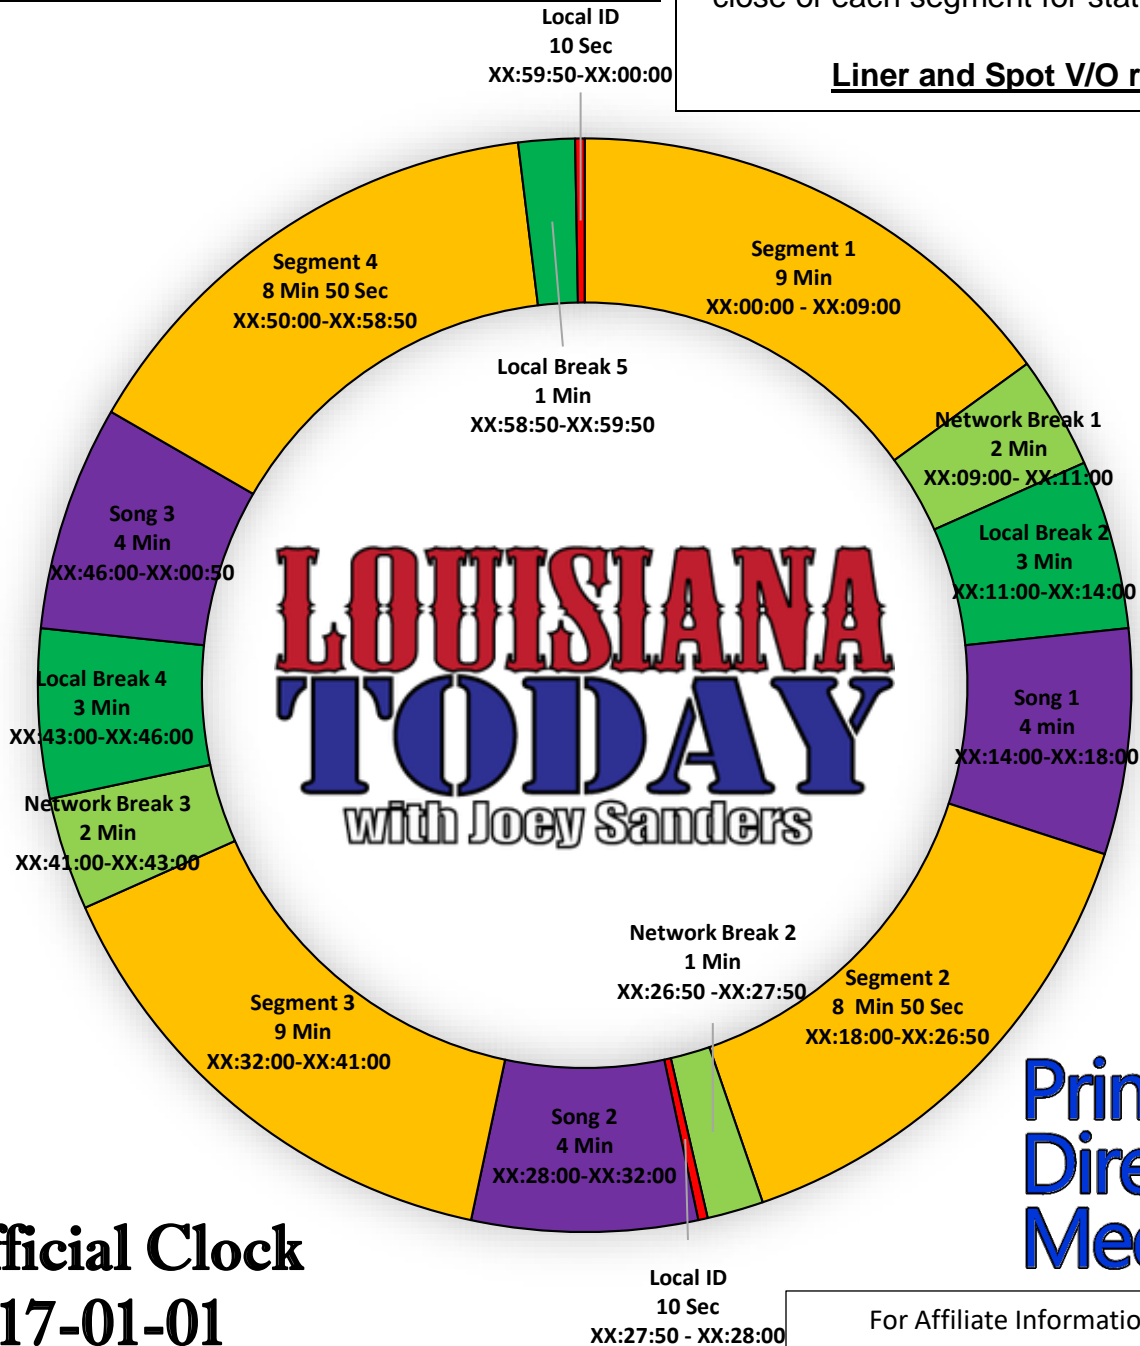 close of each segment for
Liner and Spot V/O
Local ID
10 Sec
XX:59:50-XX:00:00
Segment 1
9 Min
XX:00:00 - XX:09:00
Network Break 1
2 Min
XX:09:00- XX:11:00
Local Break 2
3 Min
XX:11:00-XX:14:00
Song 1
4 min
XX:14:00-XX:18:00
Segment 2
8 Min 50 Sec
XX:18:00-XX:26:50
Network Break 2
1 Min
XX:26:50 -XX:27:50
Local ID
10 Sec
XX:27:50 - XX:28:00
Song 2
4 Min
XX:28:00-XX:32:00
Segment 3
9 Min
XX:32:00-XX:41:00
Network Break 3
2 Min
XX:41:00-XX:43:00
Local Break 4
3 Min
XX:43:00-XX:46:00
Song 3
4 Min
XX:46:00-XX:00:50
Segment 4
8 Min 50 Sec
XX:50:00-XX:58:50
Local Break 5
1 Min
XX:58:50-XX:59:50
LOUISIANA
TODAY
with Joey Sanders
Clock
17-01-01
For Affiliate